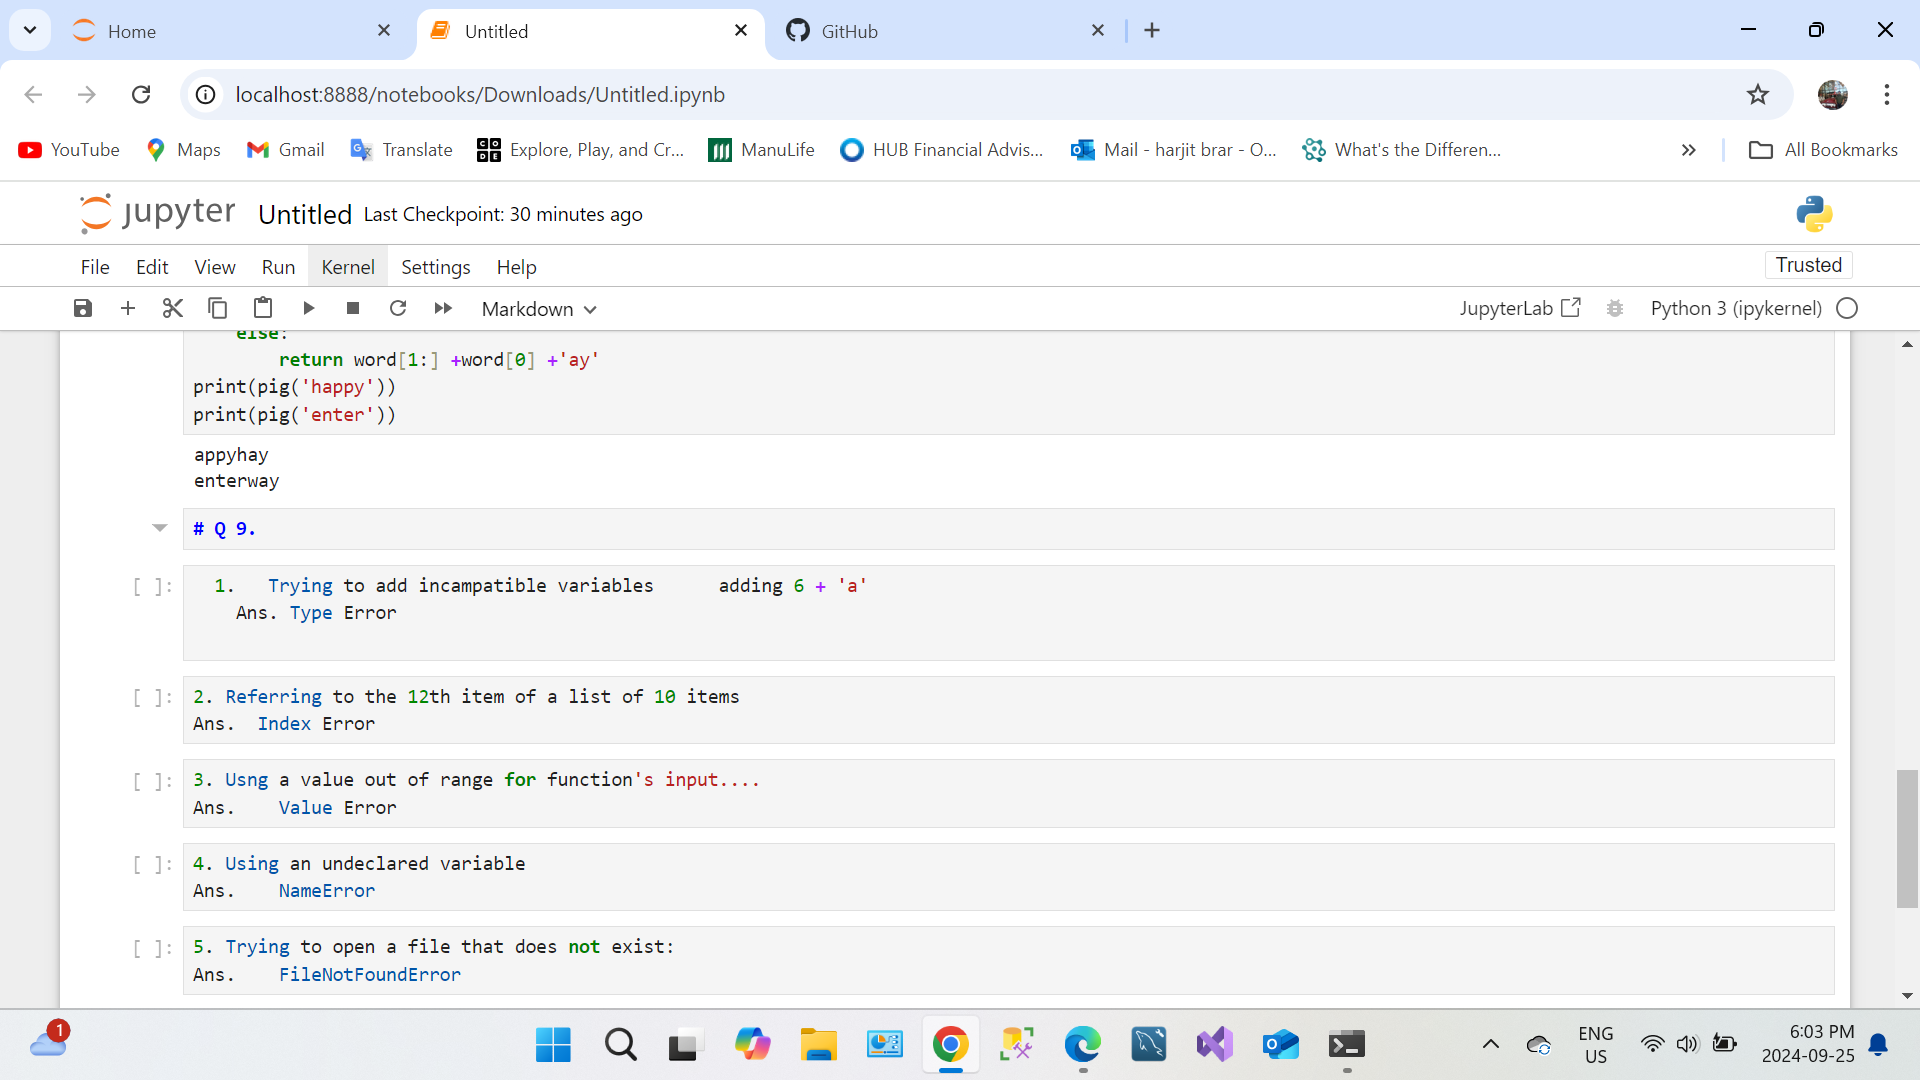 Home
Untitled
GitHub
localhost:8888/notebooks/Downloads/Untitled.ipynb
YouTube
Maps
Gmail
Translate
CODE
Explore, Play, and Cr...
ManuLife
HUB Financial Advis...
Mail - harjit brar - O...
What's the Differen...
All Bookmarks
jupyter Untitled Last Checkpoint: 30 minutes ago
File Edit View Run Kernel Settings Help
Trusted
Markdown
JupyterLab
Python 3 (ipykernel)
else:
return word[1:] +word[0] +'ay'
print(pig('happy'))
print(pig('enter'))
appyhay
enterway
# Q 9.
[ ]: 1. Trying to add incampatible variables adding 6 + 'a'
Ans. Type Error
[ ]: 2. Referring to the 12th item of a list of 10 items
Ans. Index Error
[ ]: 3. Usng a value out of range for function's input....
Ans. Value Error
[ ]: 4. Using an undeclared variable
Ans. NameError
[ ]: 5. Trying to open a file that does not exist:
Ans. FileNotFoundError
1
ENG
US
6:03 PM
2024-09-25